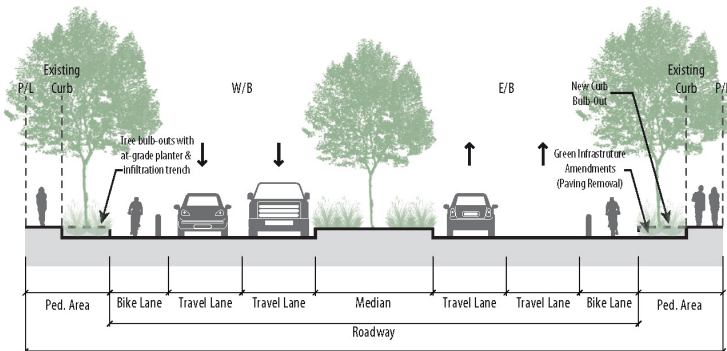 P/L
Existing
Curb
W/B
E/B
New Curb
Bulb-Out
Existing
Curb
P/
Tree bulb-outs with
at-grade planter &
infiltration trench
Green Infrastruture
Amendments
(Paving Removal)
Ped. Area
Bike Lane
Travel Lane
Travel Lane
Median
Travel Lane
Travel Lane
Bike Lane
Ped. Area
Roadway